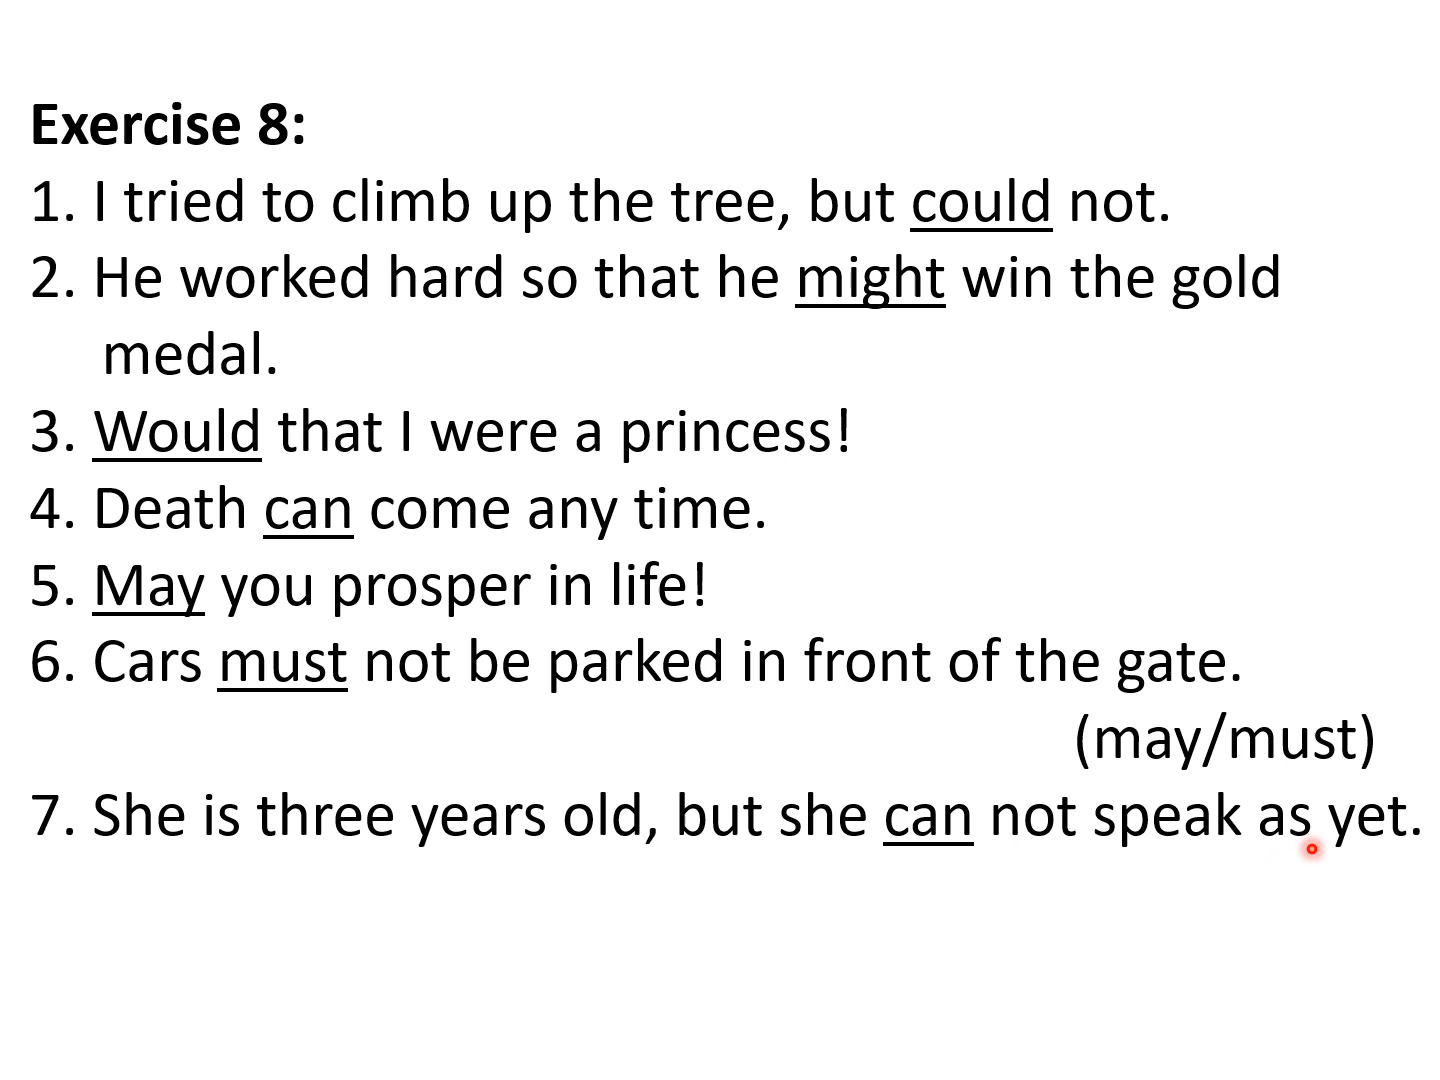 Exercise 8:
1. I tried to climb up the tree, but could not.
2. He worked hard so that he might win the gold
medal.
3. Would that I were a princess!
4. Death can come any time.
5. May you prosper in life!
6. Cars must not be parked in front of the gate.
(may/must)
7. She is three years old, but she can not speak as yet.